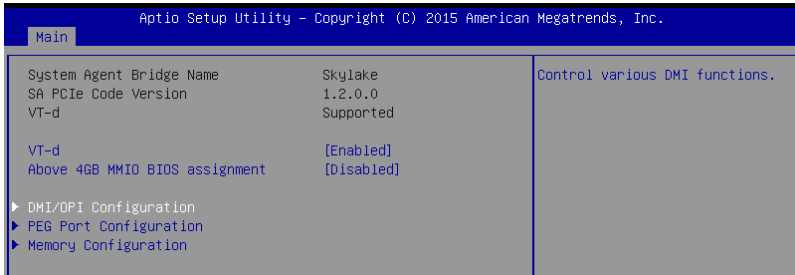 Aptio Setup Utility – Copyright (C) 2015 American Megatrends, Inc.
Main
System Agent Bridge Name Skylake Control various DMI functions.
SA PCIe Code Version 1.2.0.0
VT-d Supported
VT-d [Enabled]
Above 4GB MMIO BIOS assignment [Disabled]
DMI/OPI Configuration
PEG Port Configuration
Memory Configuration